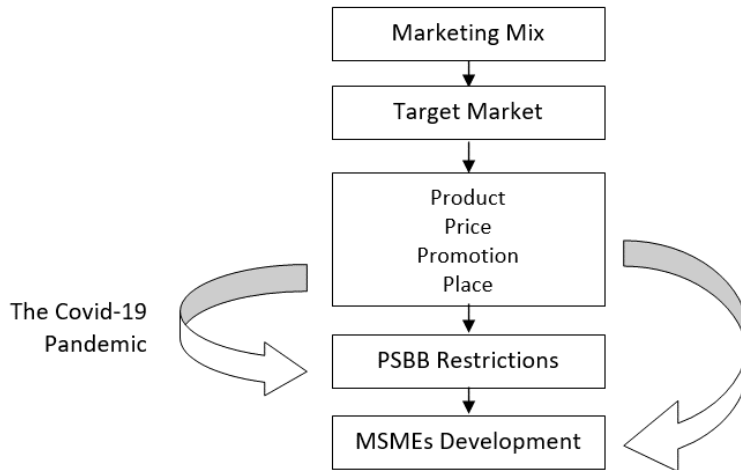 Marketing Mix
Target Market
Product
Price
Promotion
Place
The Covid-19
Pandemic
PSBB Restrictions
MSMEs Development